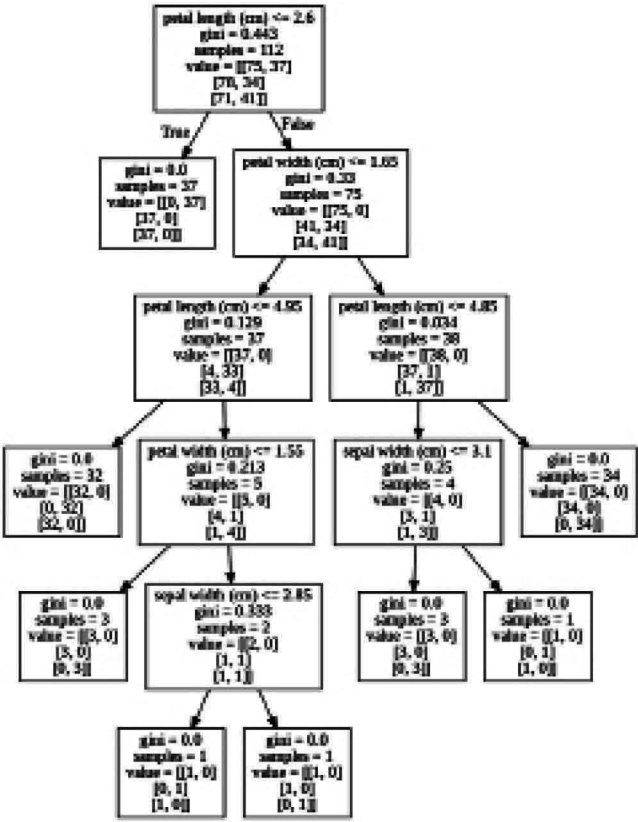 petal length (cm) <= 2.6
gini = 0.443
samples = 112
value = [[75, 37]
[78, 34]
[71, 41]]
True
False
gini = 0.0
samples = 37
value = [[0, 37]
[37, 0]
[37, 0]]
petal width (cm) <= 1.65
gini = 0.33
samples = 75
value = [[75, 0]
[41, 34]
[34, 41]]
petal length (cm) <= 4.95
gini = 0.129
samples = 37
value = [[37, 0]
[4, 33]
[33, 4]]
petal length (cm) <= 4.85
gini = 0.034
samples = 38
value = [[38, 0]
[37, 1]
[1, 37]]
gini = 0.0
samples = 32
value = [[32, 0]
[0, 32]
[32, 0]]
petal width (cm) <= 1.55
gini = 0.213
samples = 5
value = [[5, 0]
[4, 1]
[1, 4]]
sepal width (cm) <= 3.1
gini = 0.25
samples = 4
value = [[4, 0]
[3, 1]
[1, 3]]
gini = 0.0
samples = 34
value = [[34, 0]
[34, 0]
[0, 34]]
gini = 0.0
samples = 3
value = [[3, 0]
[3, 0]
[0, 3]]
sepal width (cm) <= 2.85
gini = 0.333
samples = 2
value = [[2, 0]
[1, 1]
[1, 1]]
gini = 0.0
samples = 3
value = [[3, 0]
[3, 0]
[0, 3]]
gini = 0.0
samples = 1
value = [[1, 0]
[0, 1]
[1, 0]]
gini = 0.0
samples = 1
value = [[1, 0]
[0, 1]
[1, 0]]
gini = 0.0
samples = 1
value = [[1, 0]
[1, 0]
[0, 1]]